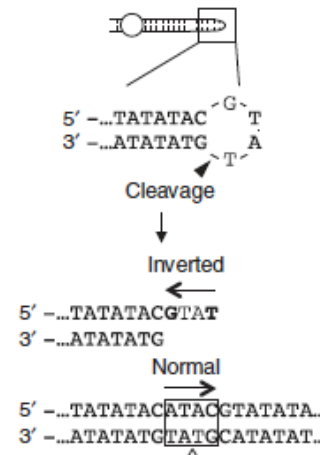 G
5′ –...TATATAC T
3′ –...ATATATG A
T
Cleavage
Inverted
5′ –...TATATACGTAT
3′ –...ATATATG
Normal
5′ –...TATATACATACGTATATA...
3′ –...ATATATGTATGCATATAT...